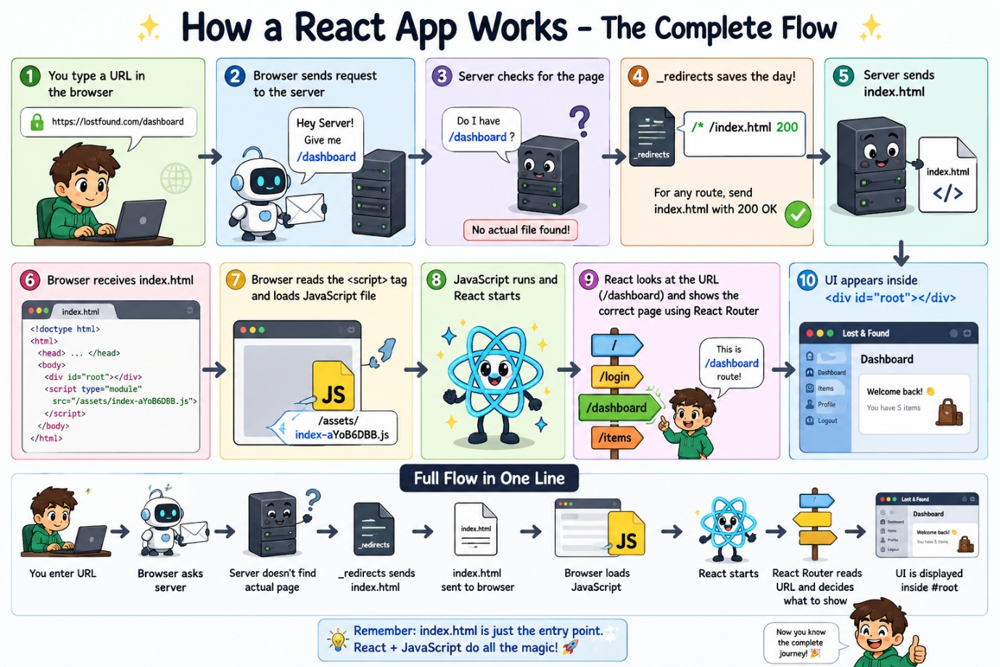 How a React App Works - The Complete Flow
1 You type a URL in
the browser
https://lostfound.com/dashboard
2 Browser sends request
to the server
Hey Server!
Give me
/dashboard
3 Server checks for the page
Do I have
/dashboard ?
No actual file found!
4 _redirects saves the day!
_redirects
/* /index.html 200
For any route, send
index.html with 200 OK
5 Server sends
index.html
index.html
</>
6 Browser receives index.html
index.html
<!doctype html>
<html>
<head> ... </head>
<body>
<div id="root"></div>
<script type="module"
src="/assets/index-aYoB6DBB.js">
</script>
</body>
</html>
7 Browser reads the <script> tag
and loads JavaScript file
JS
/assets/
index-aYoB6DBB.js
8 JavaScript runs and
React starts
9 React looks at the URL
(/dashboard) and shows the
correct page using React Router
/
/login
/dashboard
/items
This is
/dashboard
route!
10 UI appears inside
<div id="root"></div>
Lost & Found
Dashboard
Items
Profile
Logout
Dashboard
Welcome back! 👋
You have 5 items
Full Flow in One Line
You enter URL
Browser asks
server
Server doesn't find
actual page
_redirects
_redirects sends
index.html
index.html
index.html
sent to browser
JS
Browser loads
JavaScript
React starts
React Router reads
URL and decides
what to show
Lost & Found
Dashboard
Items
Profile
Logout
Dashboard
Welcome back! 👋
You have 5 items
UI is displayed
inside #root
Remember: index.html is just the entry point.
React + JavaScript do all the magic! 🚀
Now you know
the complete
journey! 🎉